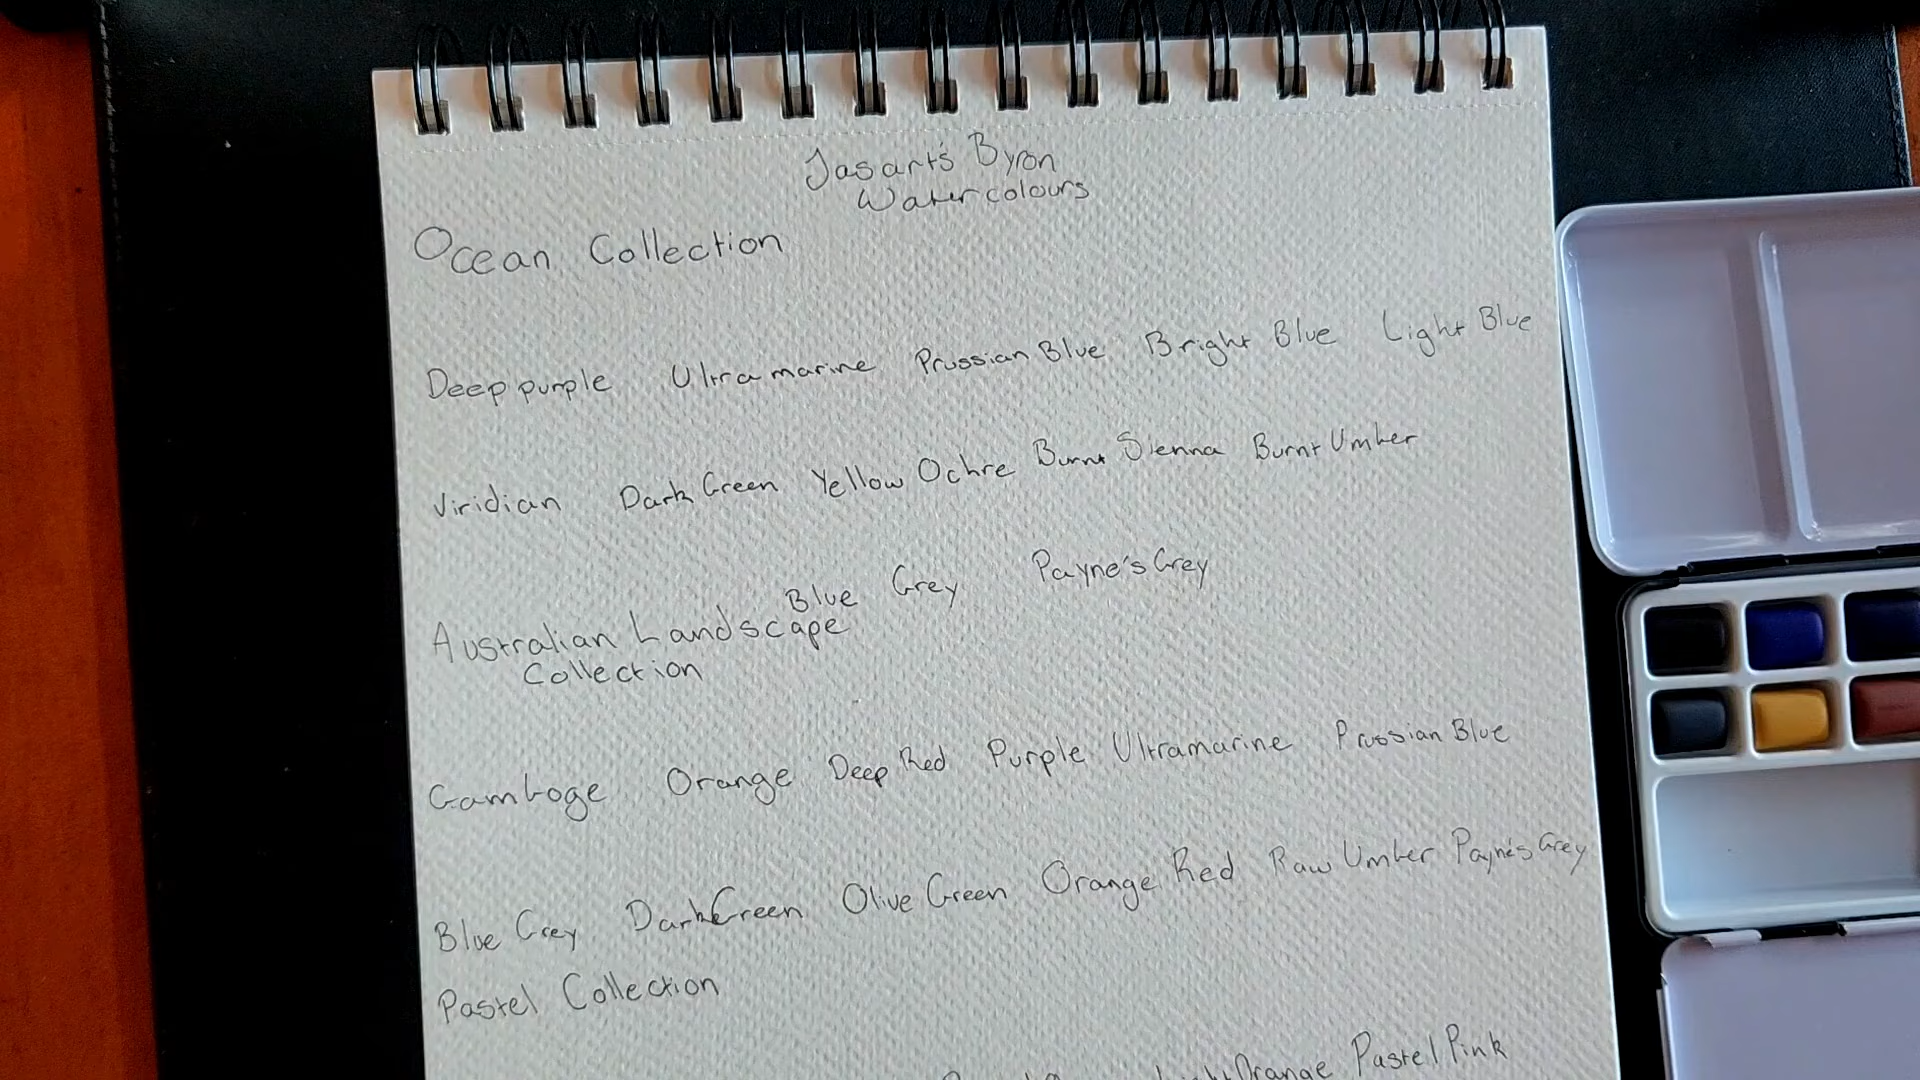 Jasart's Byron
Watercolours
Ocean Collection
Deep purple Ultramarine Prussian Blue Bright Blue Light Blue
Viridian Dark Green Yellow Ochre Burnt Sienna Burnt Umber
Blue Grey Payne's Grey
Australian Landscape
Collection
Gamboge Orange Deep Red Purple Ultramarine Prussian Blue
Blue Grey Dark Green Olive Green Orange Red Raw Umber Payne's Grey
Pastel Collection
Orange Pastel Pink